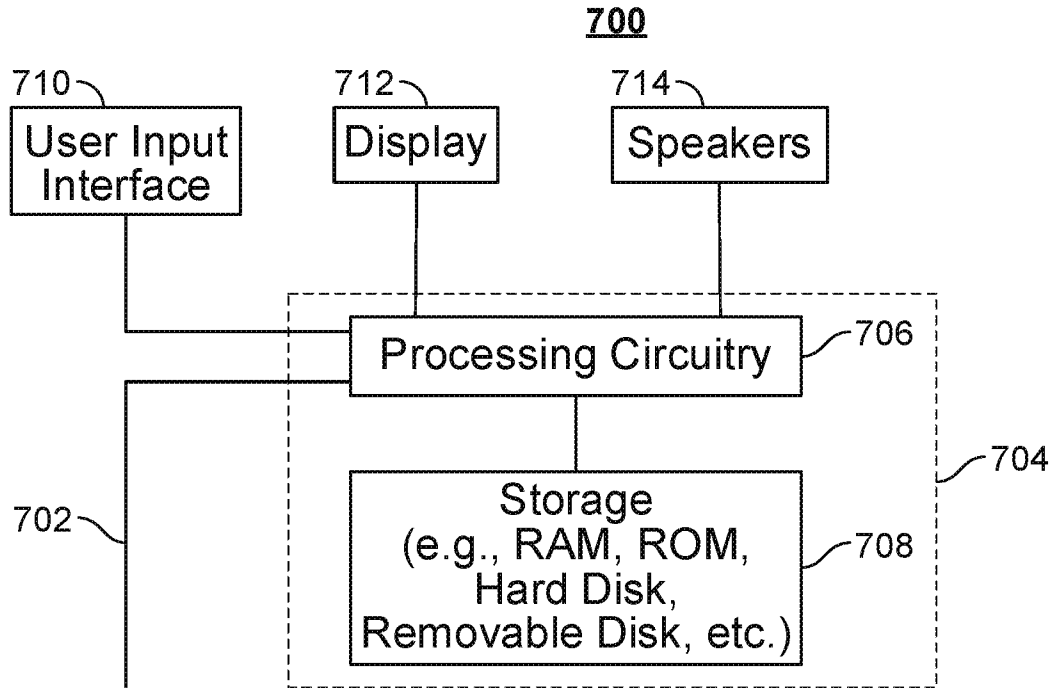 700
710
712
714
User Input
Interface
Display
Speakers
Processing Circuitry
706
704
702
Storage
(e.g., RAM, ROM,
Hard Disk,
Removable Disk, etc.)
708